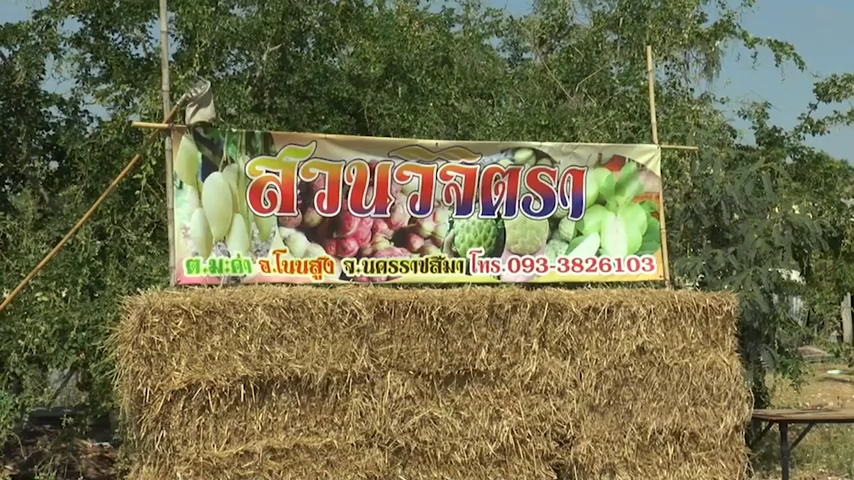 สวนวิจิตรา
ต.มะค่า อ.โนนสูง จ.นครราชสีมา โทร.093-3826103